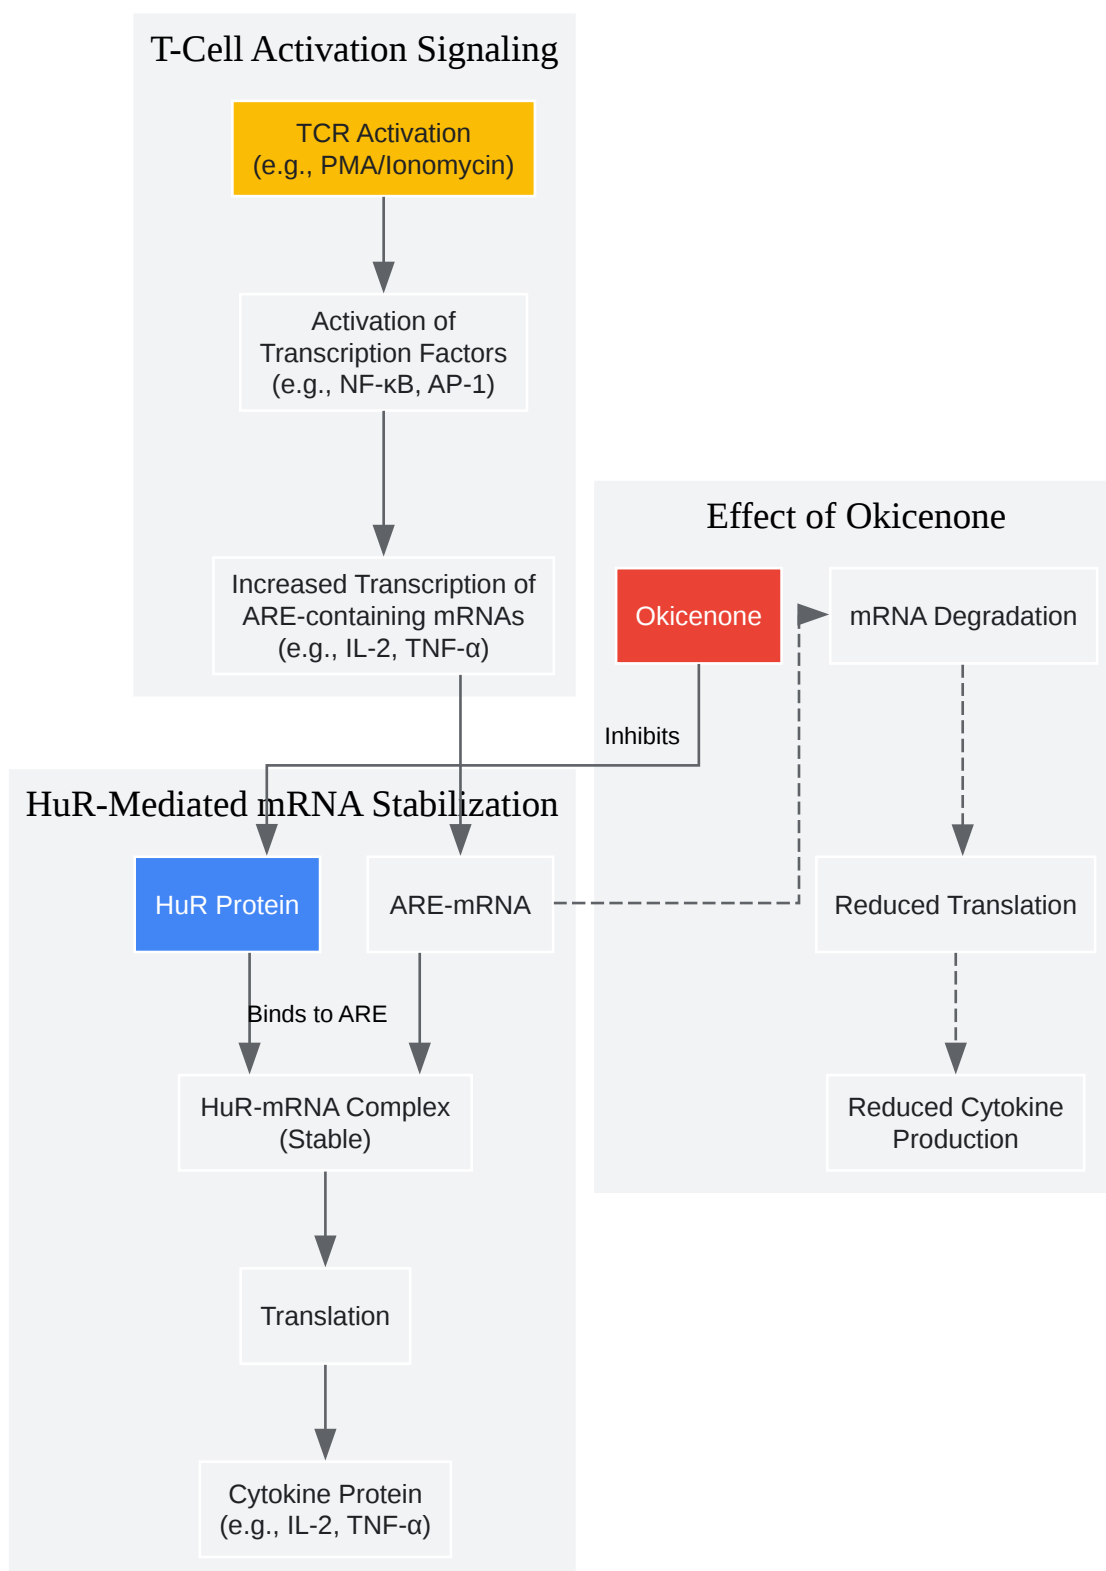 T-Cell Activation Signaling
TCR Activation
(e.g., PMA/Ionomycin)
Activation of
Transcription Factors
(e.g., NF-κB, AP-1)
Increased Transcription of
ARE-containing mRNAs
(e.g., IL-2, TNF-α)
Effect of Okicenone
Okicenone
mRNA Degradation
Inhibits
HuR-Mediated mRNA Stabilization
HuR Protein
ARE-mRNA
Reduced Translation
Binds to ARE
HuR-mRNA Complex
(Stable)
Reduced Cytokine
Production
Translation
Cytokine Protein
(e.g., IL-2, TNF-α)